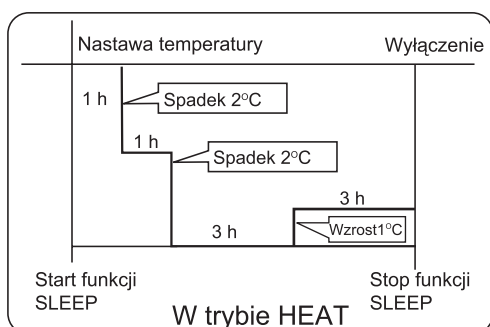 Nastawa temperatury
Wyłączenie
1 h
Spadek 2°C
1 h
Spadek 2°C
3 h
3 h
Wzrost1°C
Start funkcji
SLEEP
Stop funkcji
SLEEP
W trybie HEAT